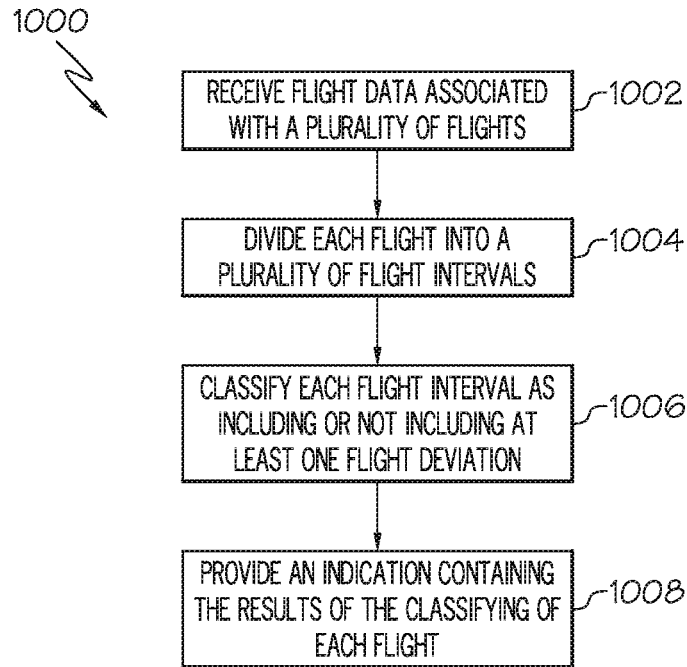 1000
RECEIVE FLIGHT DATA ASSOCIATED
WITH A PLURALITY OF FLIGHTS
1002
DIVIDE EACH FLIGHT INTO A
PLURALITY OF FLIGHT INTERVALS
1004
CLASSIFY EACH FLIGHT INTERVAL AS
INCLUDING OR NOT INCLUDING AT
LEAST ONE FLIGHT DEVIATION
1006
PROVIDE AN INDICATION CONTAINING
THE RESULTS OF THE CLASSIFYING OF
EACH FLIGHT
1008